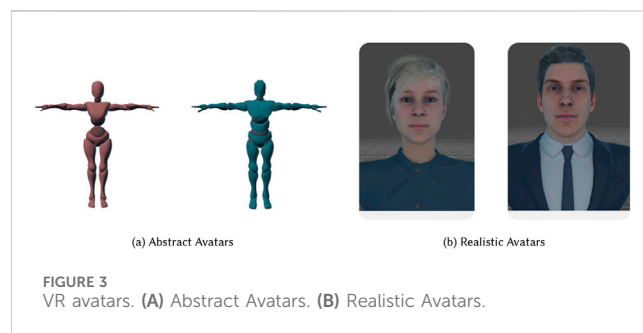 (a) Abstract Avatars
(b) Realistic Avatars
FIGURE 3
VR avatars. (A) Abstract Avatars. (B) Realistic Avatars.